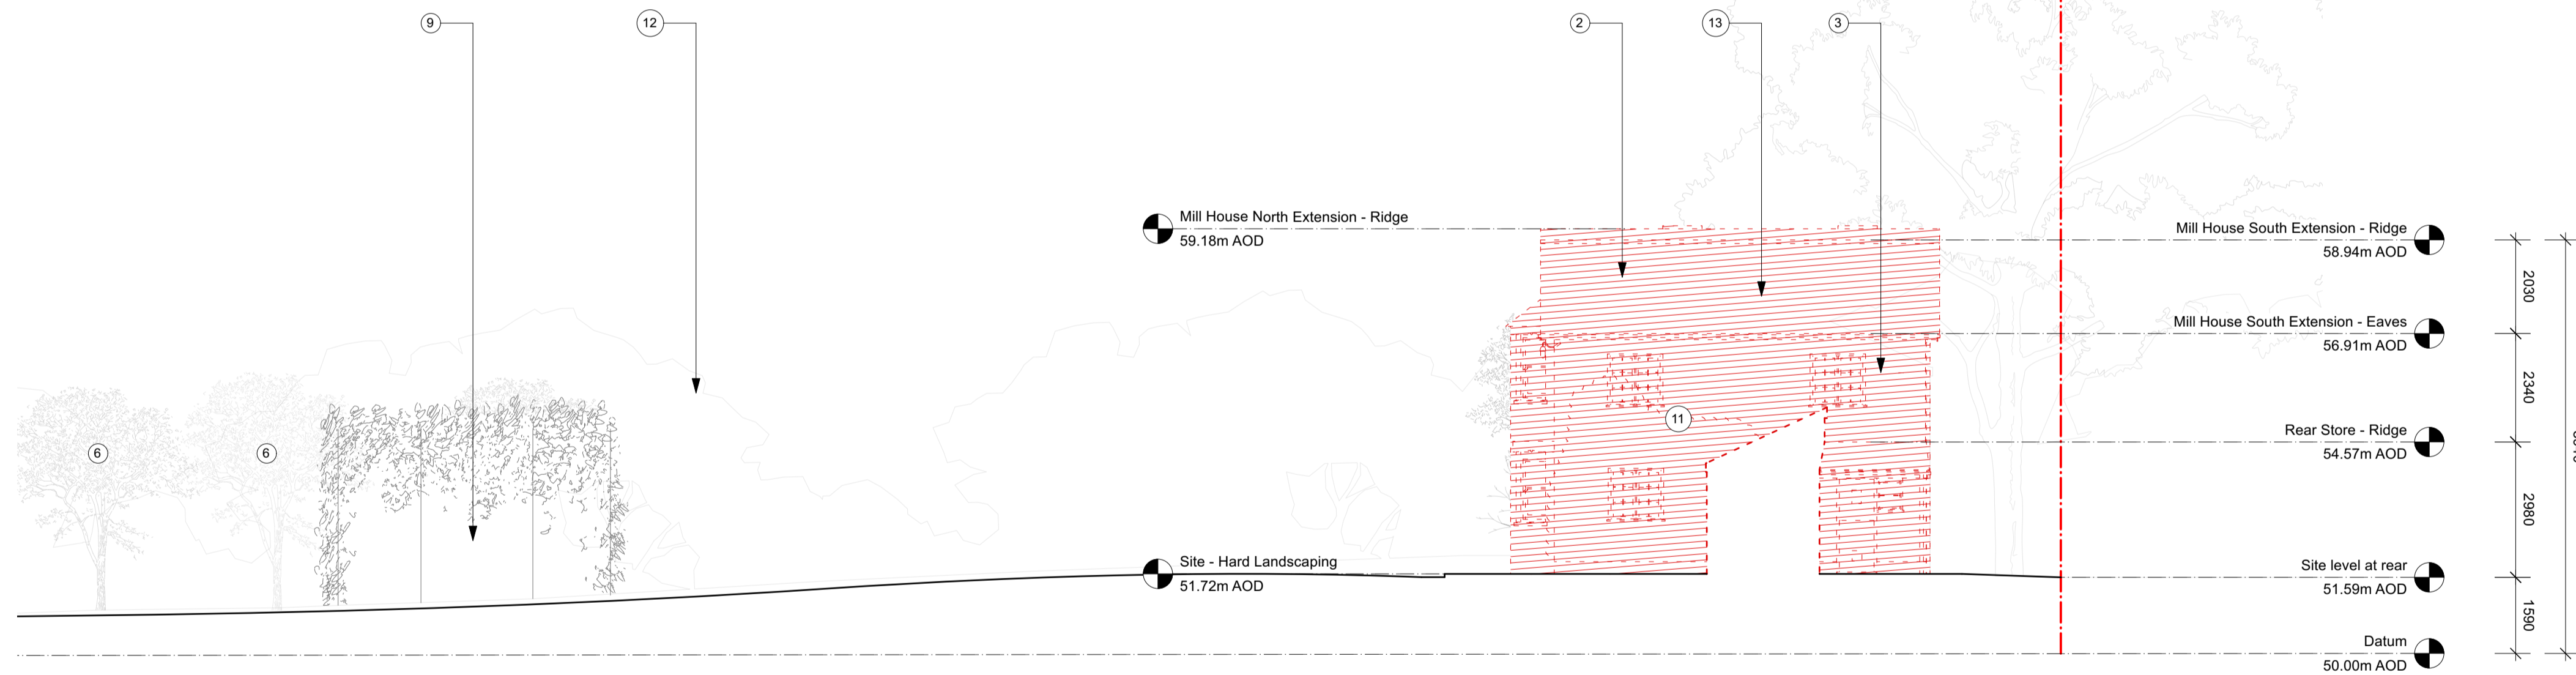 9
12
2
13
3
Mill House North Extension - Ridge
59.18m AOD
Mill House South Extension - Ridge
58.94m AOD
2030
Mill House South Extension - Eaves
56.91m AOD
2340
11
6
6
Rear Store - Ridge
54.57m AOD
2980
Site - Hard Landscaping
51.72m AOD
Site level at rear
51.59m AOD
1590
Datum
50.00m AOD